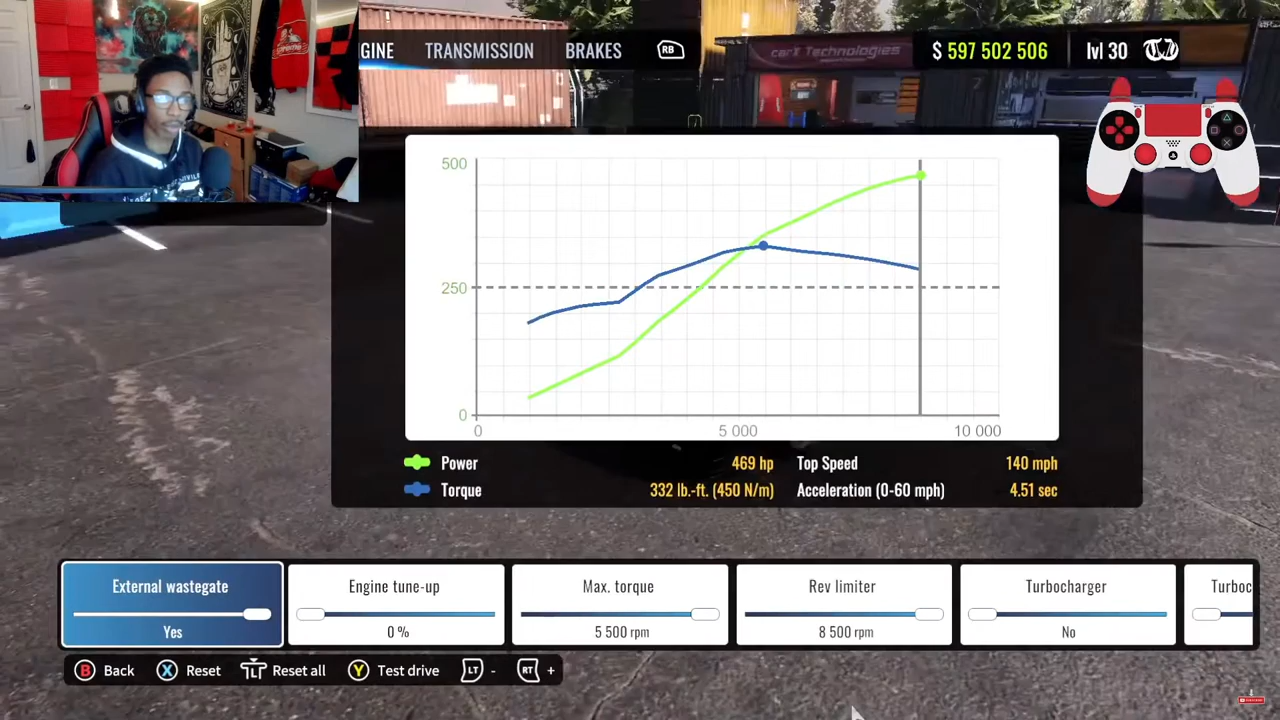 GINE TRANSMISSION BRAKES RB $ 597 502 506 lvl 30
carX Technologies
500
250
0
0 5 000 10 000
Power 469 hp Top Speed 140 mph
Torque 332 lb.-ft. (450 N/m) Acceleration (0-60 mph) 4.51 sec
External wastegate Engine tune-up Max. torque Rev limiter Turbocharger Turboc
Yes 0 % 5 500 rpm 8 500 rpm No
B Back X Reset L Reset all Y Test drive LT - RT +